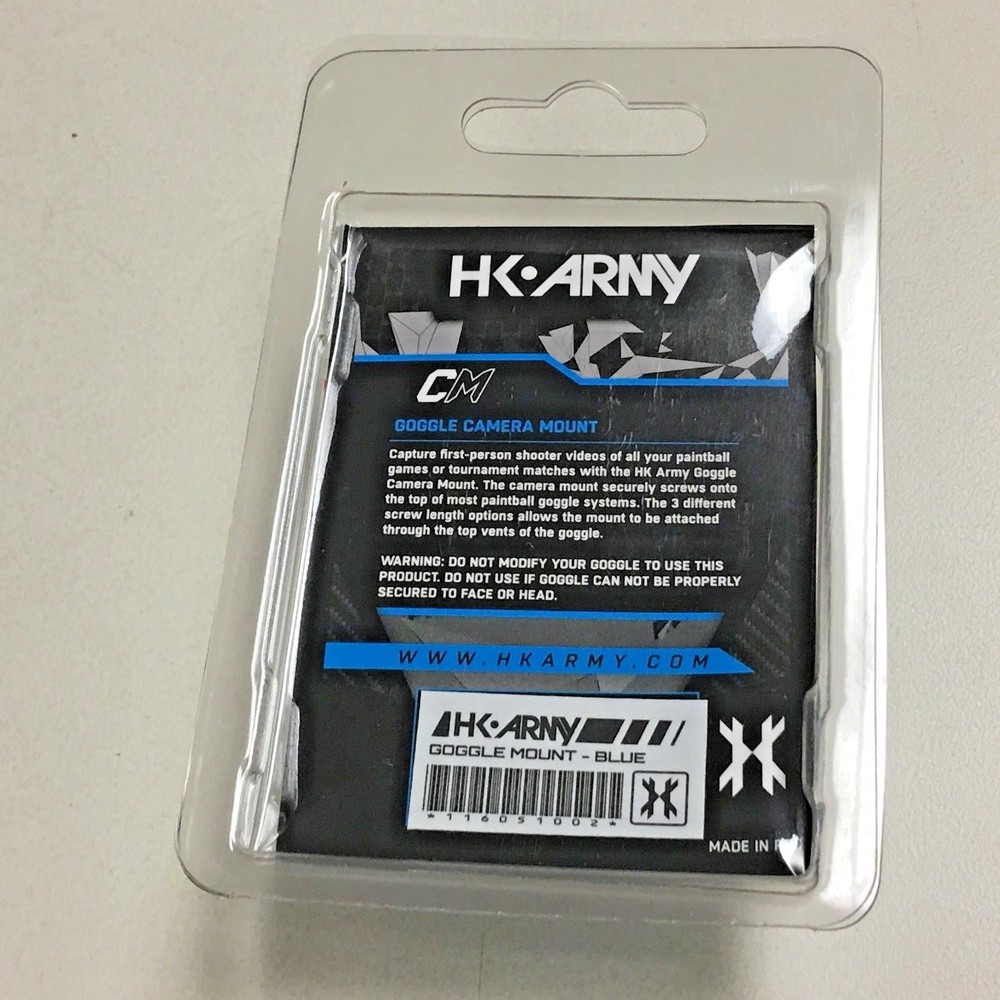 HK•ARMY
CM
GOGGLE CAMERA MOUNT
Capture first-person shooter videos of all your paintball
games or tournament matches with the HK Army Goggle
Camera Mount. The camera mount securely screws onto
the top of most paintball goggle systems. The 3 different
screw length options allows the mount to be attached
through the top vents of the goggle.
WARNING: DO NOT MODIFY YOUR GOGGLE TO USE THIS
PRODUCT. DO NOT USE IF GOGGLE CAN NOT BE PROPERLY
SECURED TO FACE OR HEAD.
WWW.HKARMY.COM
HK•ARMY
GOGGLE MOUNT - BLUE
*116051002*
MADE IN